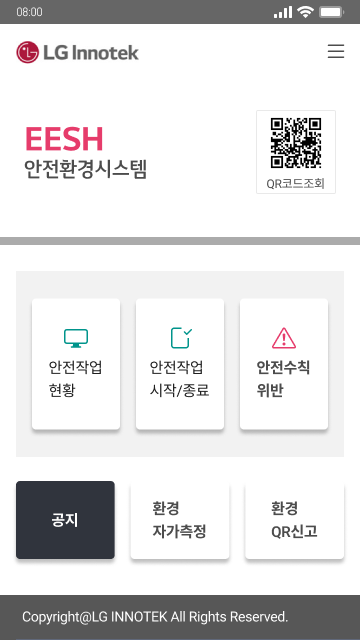 08:00
LG Innotek
EESH
안전환경시스템
QR코드조회
안전작업
현황
안전작업
시작/종료
안전수칙
위반
공지
환경
자가측정
환경
QR신고
Copyright@LG INNOTEK All Rights Reserved.